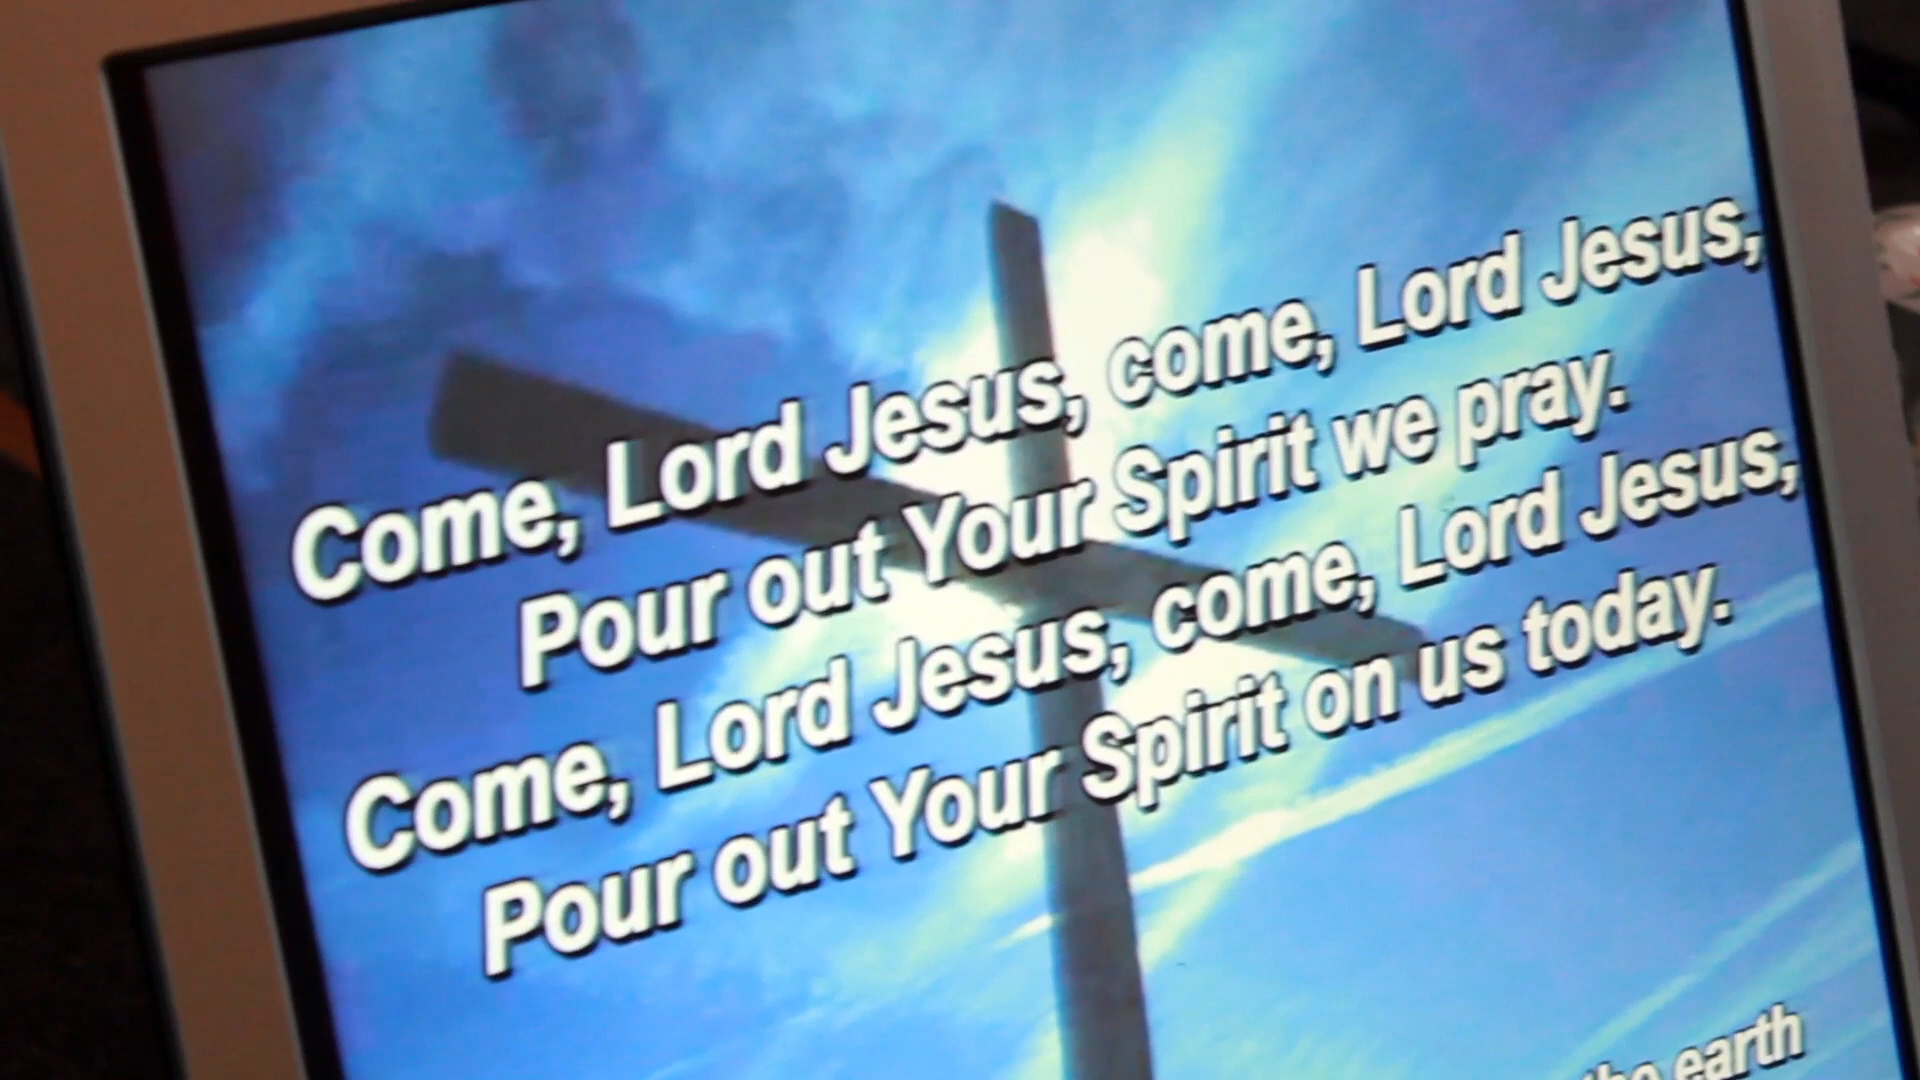 Come, Lord Jesus, come, Lord Jesus,
Pour out Your Spirit we pray.
Come, Lord Jesus, come, Lord Jesus,
Pour out Your Spirit on us today.
the earth